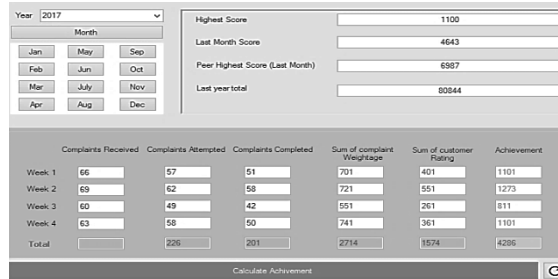 Year 2017
Month
Jan May Sep
Feb Jun Oct
Mar July Nov
Apr Aug Dec
Highest Score 1100
Last Month Score 4643
Peer Highest Score (Last Month) 6987
Last year total 80844
Complaints Received Complaints Attempted Complaints Completed Sum of complaint Weightage Sum of customer Rating Achievement
Week 1 66 57 51 701 401 1101
Week 2 69 62 58 721 551 1273
Week 3 60 49 42 551 261 811
Week 4 63 58 50 741 361 1101
Total 226 201 2714 1574 4286
Calculate Achivement